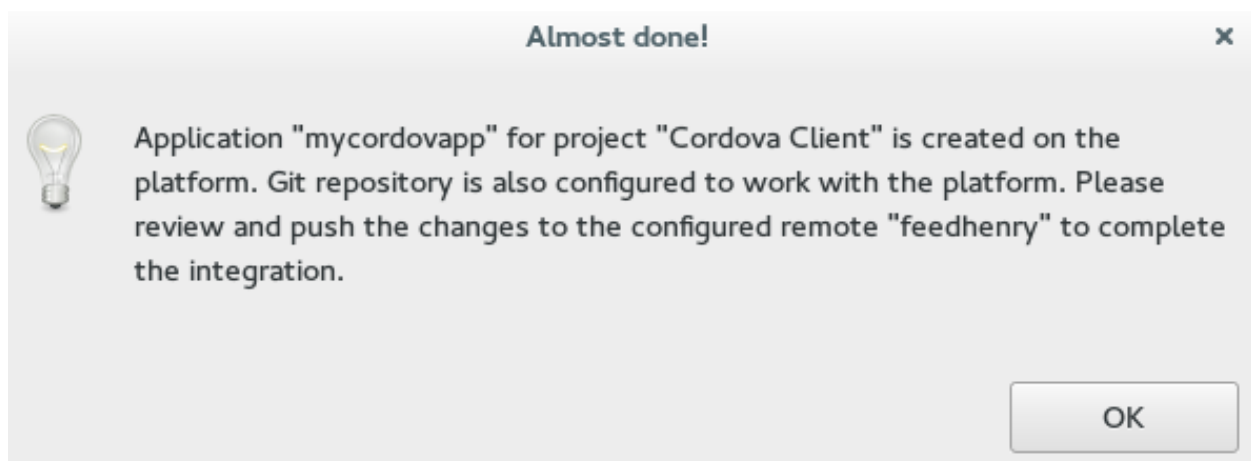 Almost done!
Application "mycordovapp" for project "Cordova Client" is created on the
platform. Git repository is also configured to work with the platform. Please
review and push the changes to the configured remote "feedhenry" to complete
the integration.
OK